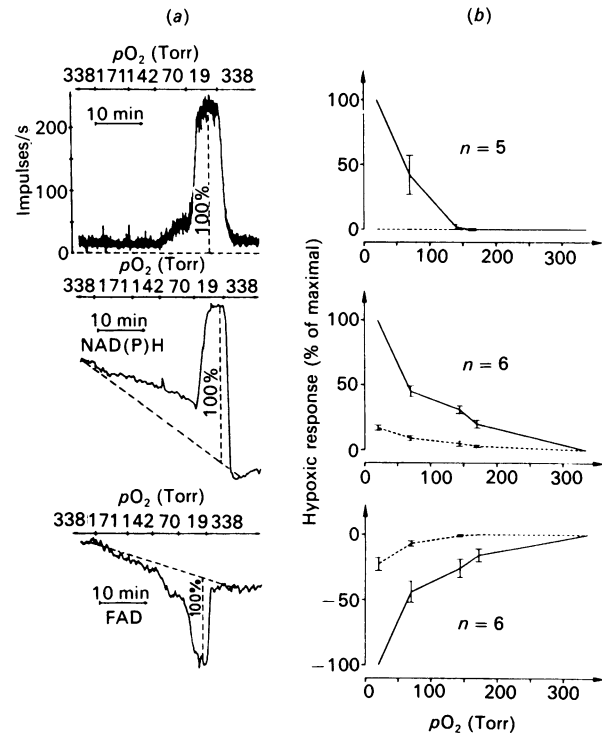 (a)
pO₂ (Torr)
338 171 142 70 19 338
10 min
200
100
0
Impulses/s
100%
pO₂ (Torr)
338 171 142 70 19 338
10 min
NAD(P)H
100%
pO₂ (Torr)
338 171 142 70 19 338
10 min
FAD
100%
(b)
Hypoxic response (% of maximal)
100
50
0
n = 5
0 100 200 300
100
50
0
n = 6
0 100 200 300
0
−50
−100
n = 6
0 100 200 300
pO₂ (Torr)